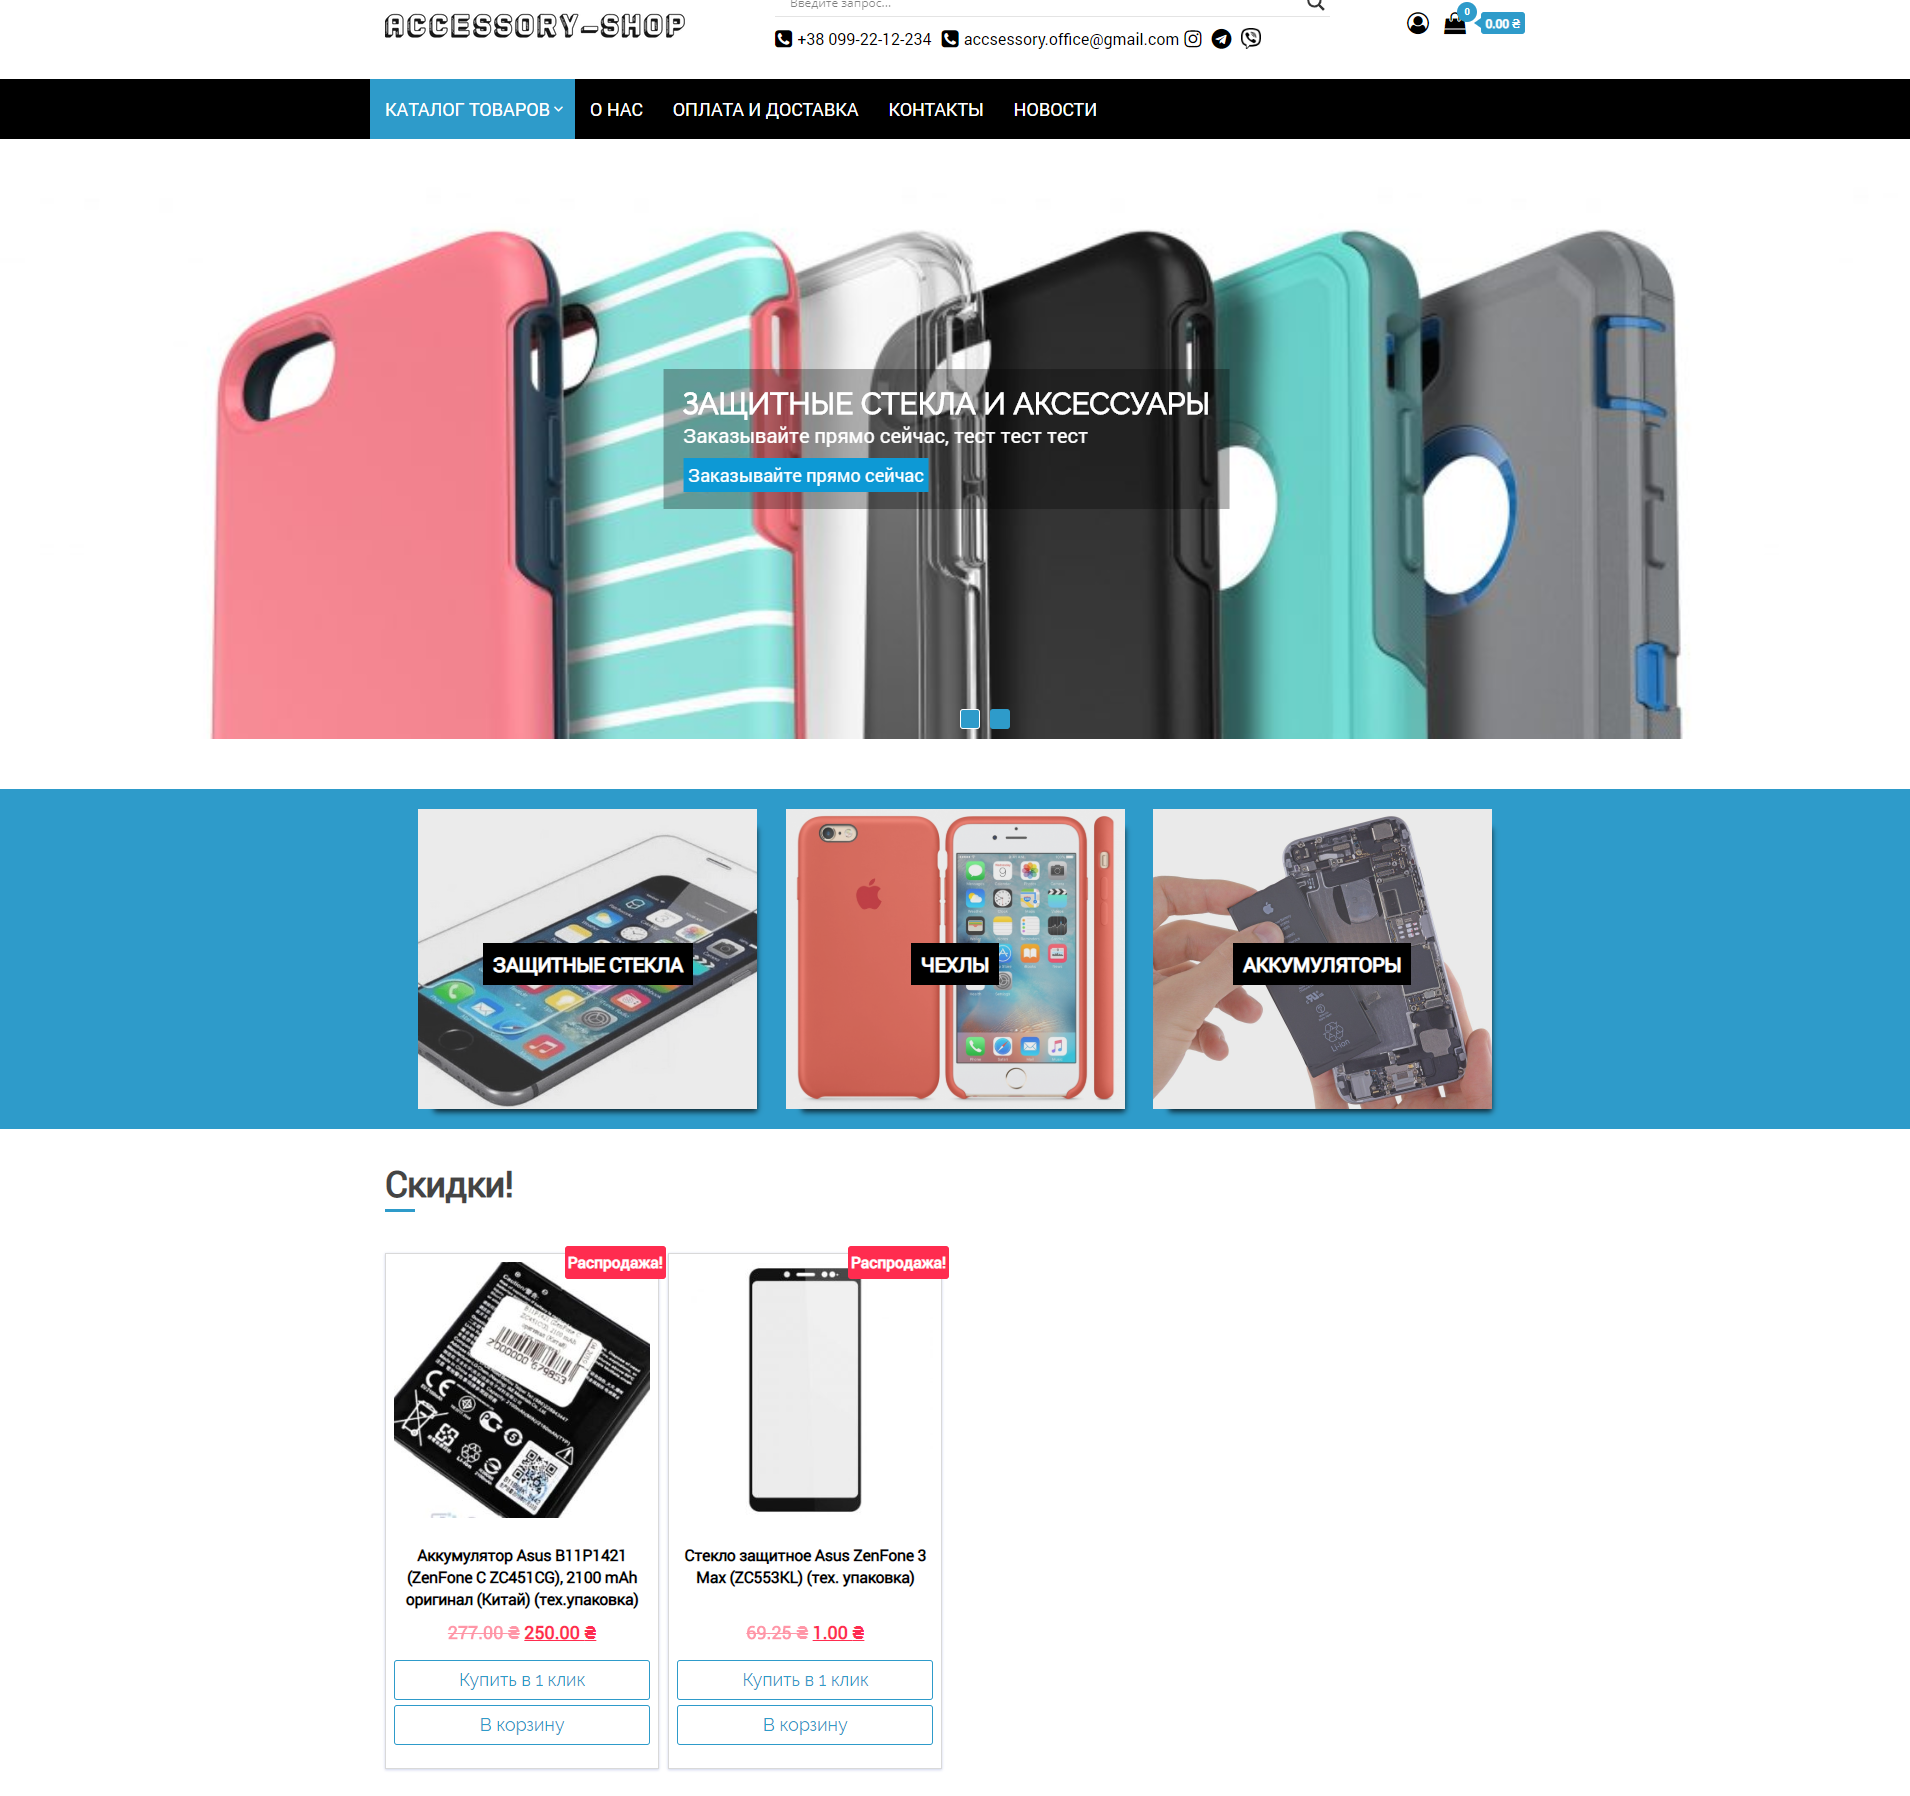 ACCESSORY-SHOP
Введите запрос...
0
0.00 ₴
+38 099-22-12-234 accsessory.office@gmail.com
КАТАЛОГ ТОВАРОВ О НАС ОПЛАТА И ДОСТАВКА КОНТАКТЫ НОВОСТИ
ЗАЩИТНЫЕ СТЕКЛА И АКСЕССУАРЫ
Заказывайте прямо сейчас, тест тест тест
Заказывайте прямо сейчас
ЗАЩИТНЫЕ СТЕКЛА
ЧЕХЛЫ
АККУМУЛЯТОРЫ
Li-ion
Скидки!
Распродажа!
Распродажа!
2000000 679853
Аккумулятор Asus B11P1421
(ZenFone C ZC451CG), 2100 mAh
оригинал (Китай) (тех.упаковка)
277.00 ₴ 250.00 ₴
Купить в 1 клик
В корзину
Стекло защитное Asus ZenFone 3
Max (ZC553KL) (тех. упаковка)
69.25 ₴ 1.00 ₴
Купить в 1 клик
В корзину